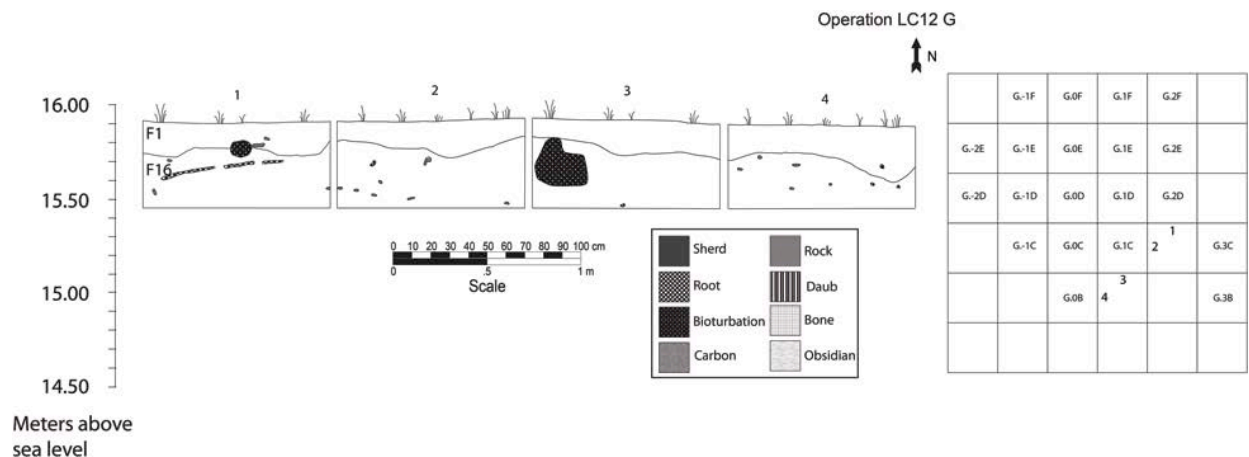 Operation LC12 G
N
1 2 3 4
16.00
15.50
15.00
14.50
Meters above
sea level
F1
F16
0 10 20 30 40 50 60 70 80 90 100 cm
0 .5 1 m
Scale
Sherd Rock
Root Daub
Bioturbation Bone
Carbon Obsidian
G.-1F G.0F G.1F G.2F
G.-2E G.-1E G.0E G.1E G.2E
G.-2D G.-1D G.0D G.1D G.2D
1
G.-1C G.0C G.1C 2 G.3C
3
G.0B 4 G.3B